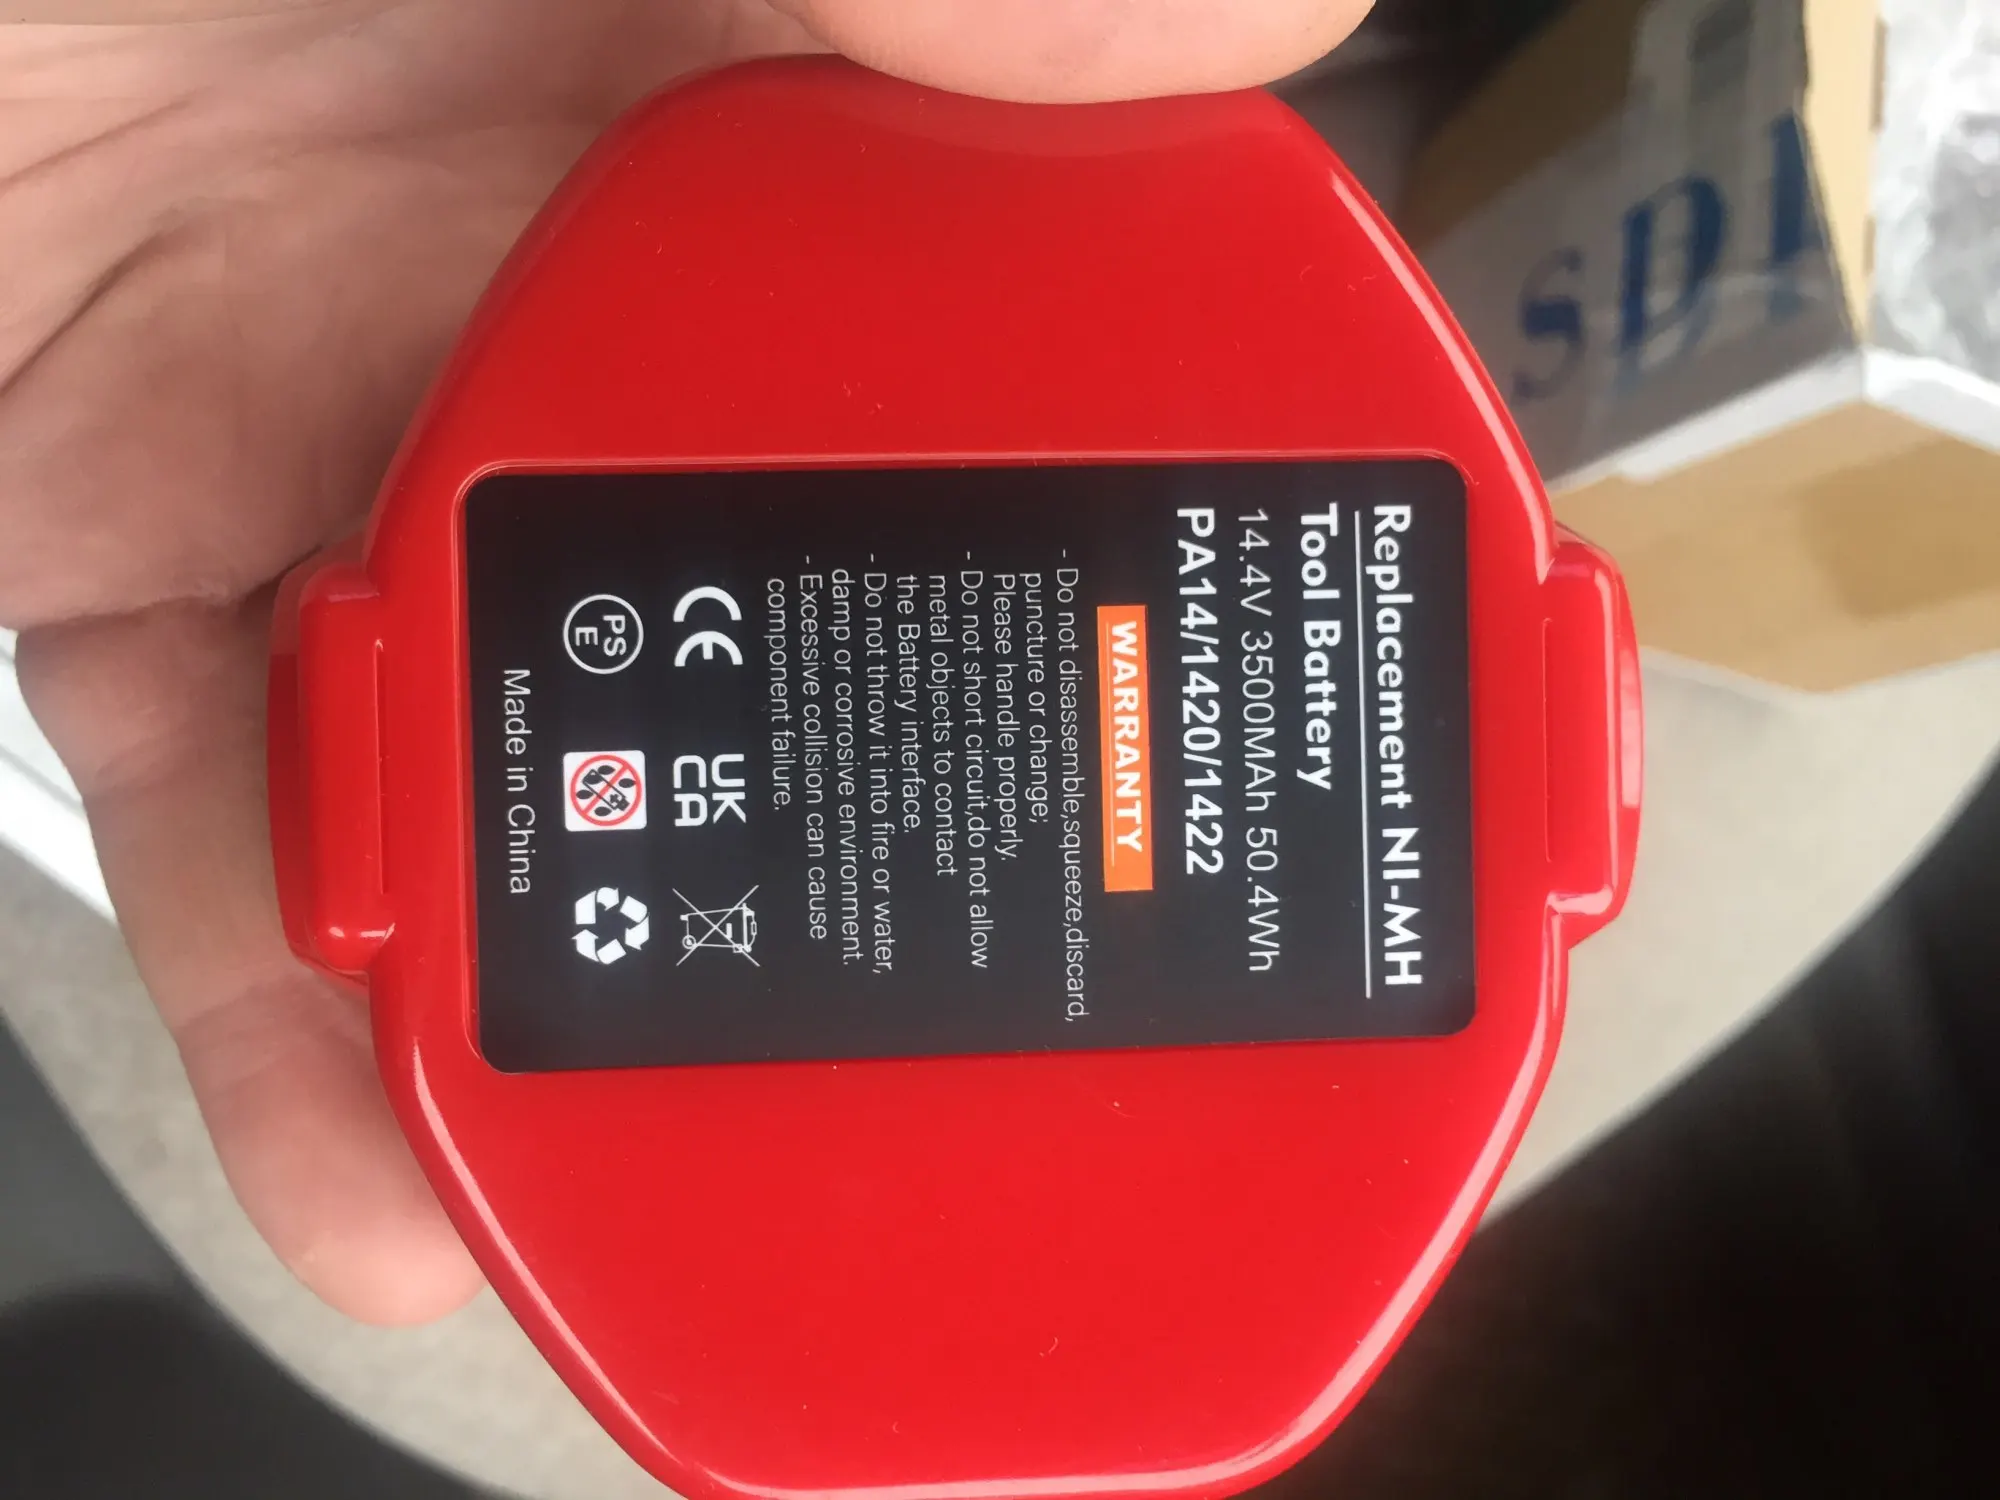 Replacement NI-MH
Tool Battery
14.4V 3500MAh 50.4Wh
PA14/1420/1422
WARRANTY
- Do not disassemble,squeeze,discard,
puncture or change;
Please handle properly.
- Do not short circuit,do not allow
metal objects to contact
the Battery interface.
- Do not throw it into fire or water,
damp or corrosive environment.
- Excessive collision can cause
component failure.
CE
UK
CA
PS
E
Made in China
SDI